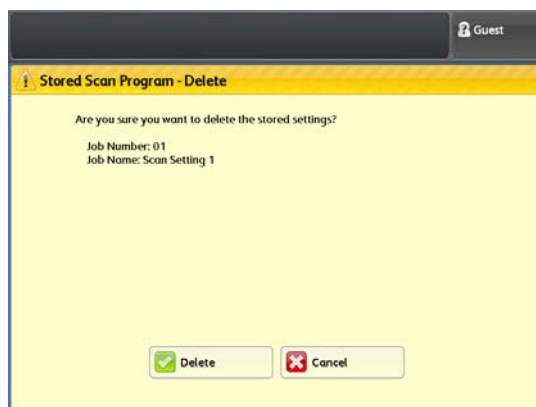 Guest
Stored Scan Program - Delete
Are you sure you want to delete the stored settings?
Job Number: 01
Job Name: Scan Setting 1
Delete
Cancel